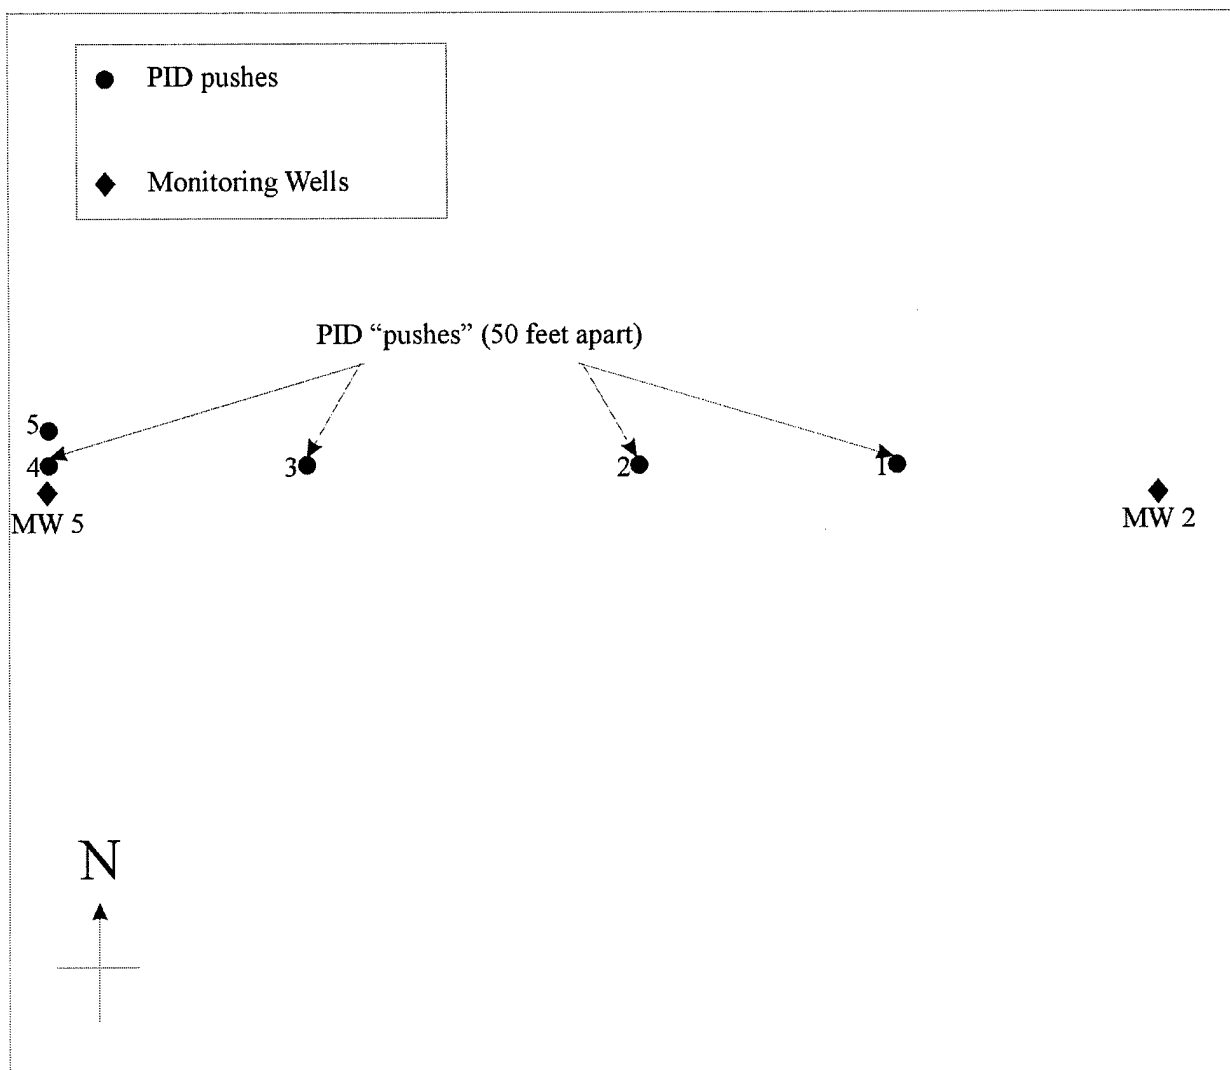 PID pushes
Monitoring Wells
PID “pushes” (50 feet apart)
5
4
3
2
1
MW 5
MW 2
N